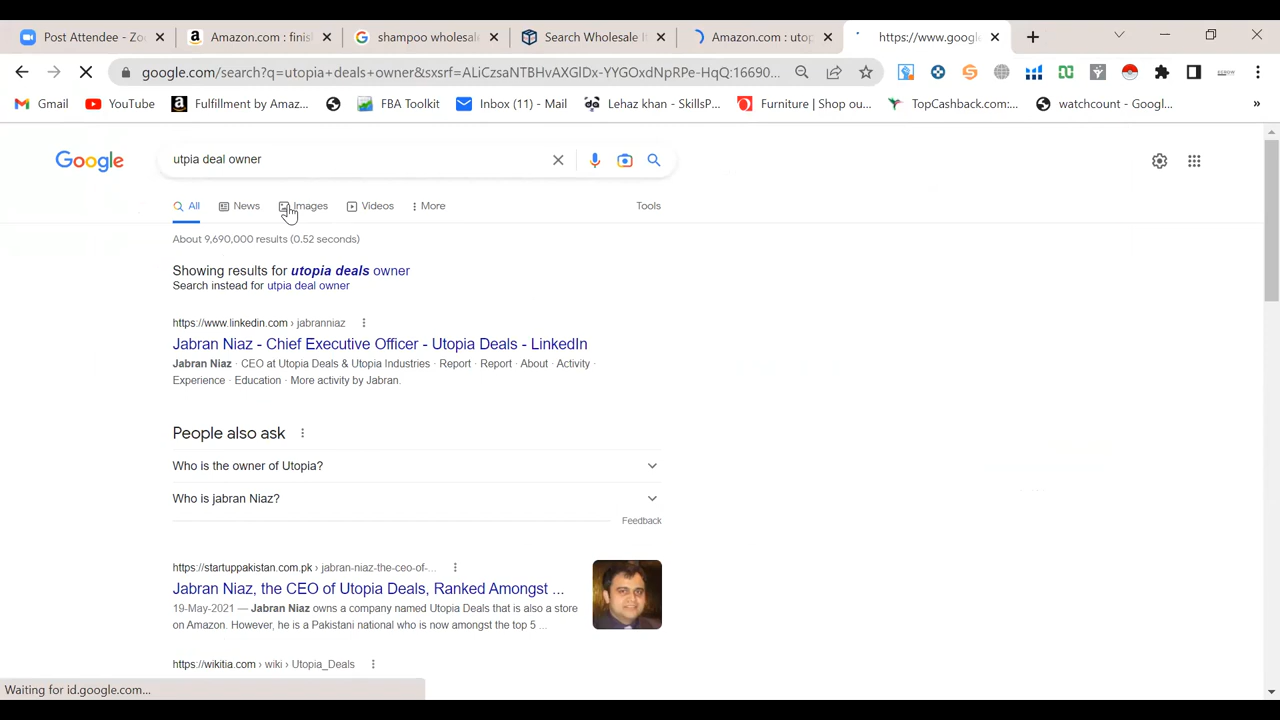 Post Attendee - Zo
Amazon.com : finis
shampoo wholesale
Search Wholesale It
Amazon.com : utop
https://www.googl
google.com/search?q=utopia+deals+owner&sxsrf=ALiCzsaNTBHvAXGlDx-YYGOxdNpRPe-HqQ:16690...
Gmail
YouTube
Fulfillment by Amaz...
FBA Toolkit
Inbox (11) - Mail
Lehaz khan - SkillsP...
Furniture | Shop ou...
TopCashback.com:...
watchcount - Googl...
»
Google
utpia deal owner
All
News
Images
Videos
More
Tools
About 9,690,000 results (0.52 seconds)
Showing results for utopia deals owner
Search instead for utpia deal owner
https://www.linkedin.com › jabranniaz
Jabran Niaz - Chief Executive Officer - Utopia Deals - LinkedIn
Jabran Niaz · CEO at Utopia Deals & Utopia Industries · Report · Report · About · Activity ·
Experience · Education · More activity by Jabran.
People also ask
Who is the owner of Utopia?
Who is jabran Niaz?
Feedback
https://startuppakistan.com.pk › jabran-niaz-the-ceo-of-...
Jabran Niaz, the CEO of Utopia Deals, Ranked Amongst ...
19-May-2021 — Jabran Niaz owns a company named Utopia Deals that is also a store
on Amazon. However, he is a Pakistani national who is now amongst the top 5 ...
https://wikitia.com › wiki › Utopia_Deals
Waiting for id.google.com...